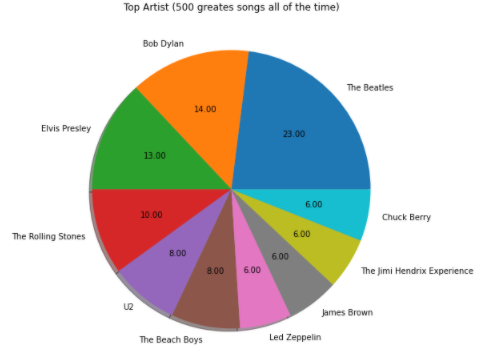 Top Artist (500 greates songs all of the time)
Bob Dylan
The Beatles
14.00
23.00
Elvis Presley
13.00
Chuck Berry
6.00
The Rolling Stones
10.00
6.00
The Jimi Hendrix Experience
8.00
8.00
6.00
6.00
U2
James Brown
The Beach Boys
Led Zeppelin